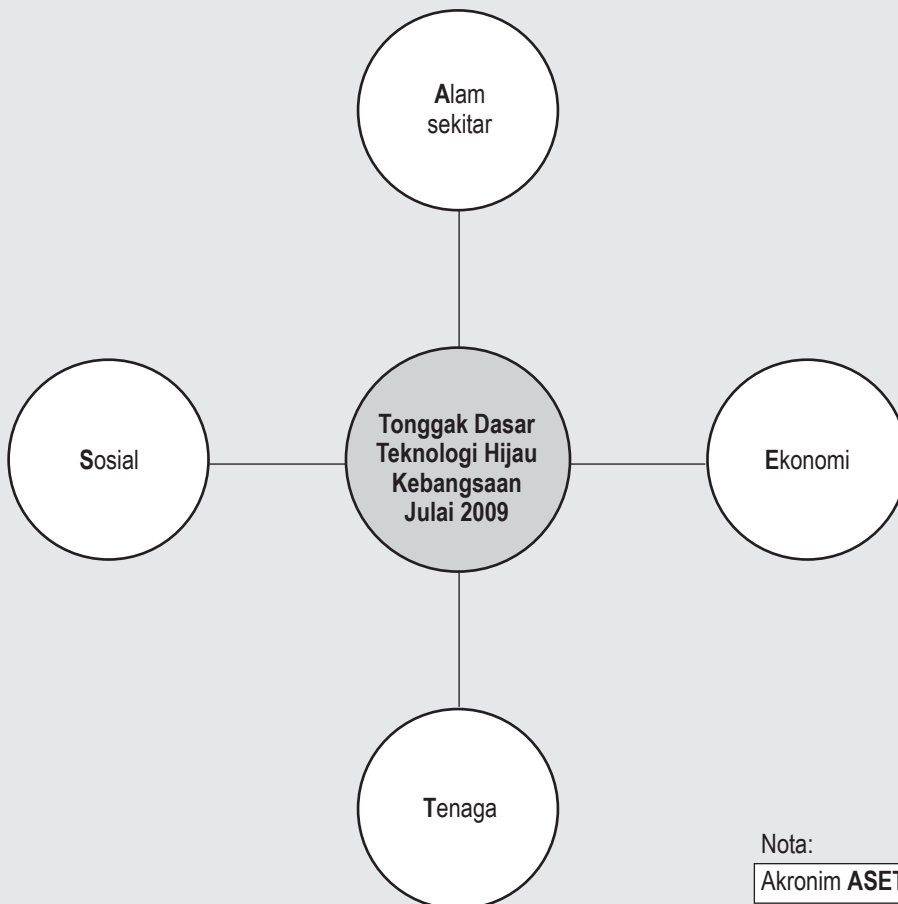 Alam
sekitar
Sosial
Tonggak Dasar
Teknologi Hijau
Kebangsaan
Julai 2009
Ekonomi
Tenaga
Nota:
Akronim ASET